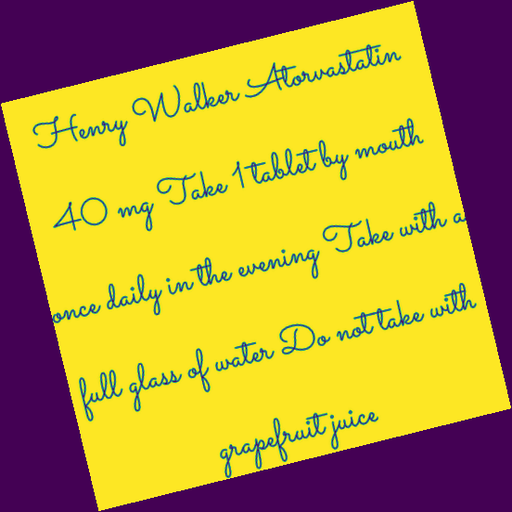 Henry Walker Atorvastatin
40 mg Take 1 tablet by mouth
once daily in the evening Take with a
full glass of water Do not take with
grapefruit juice